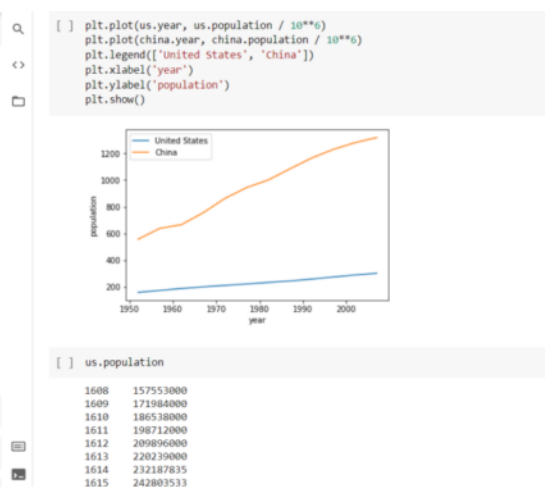 [ ] plt.plot(us.year, us.population / 10**6)
plt.plot(china.year, china.population / 10**6)
plt.legend(['United States', 'China'])
plt.xlabel('year')
plt.ylabel('population')
plt.show()
United States
China
1200
1000
800
600
400
200
population
1950 1960 1970 1980 1990 2000
year
[ ] us.population
1608 157553000
1609 171984000
1610 186538000
1611 198712000
1612 209896000
1613 220239000
1614 232187835
1615 242803533